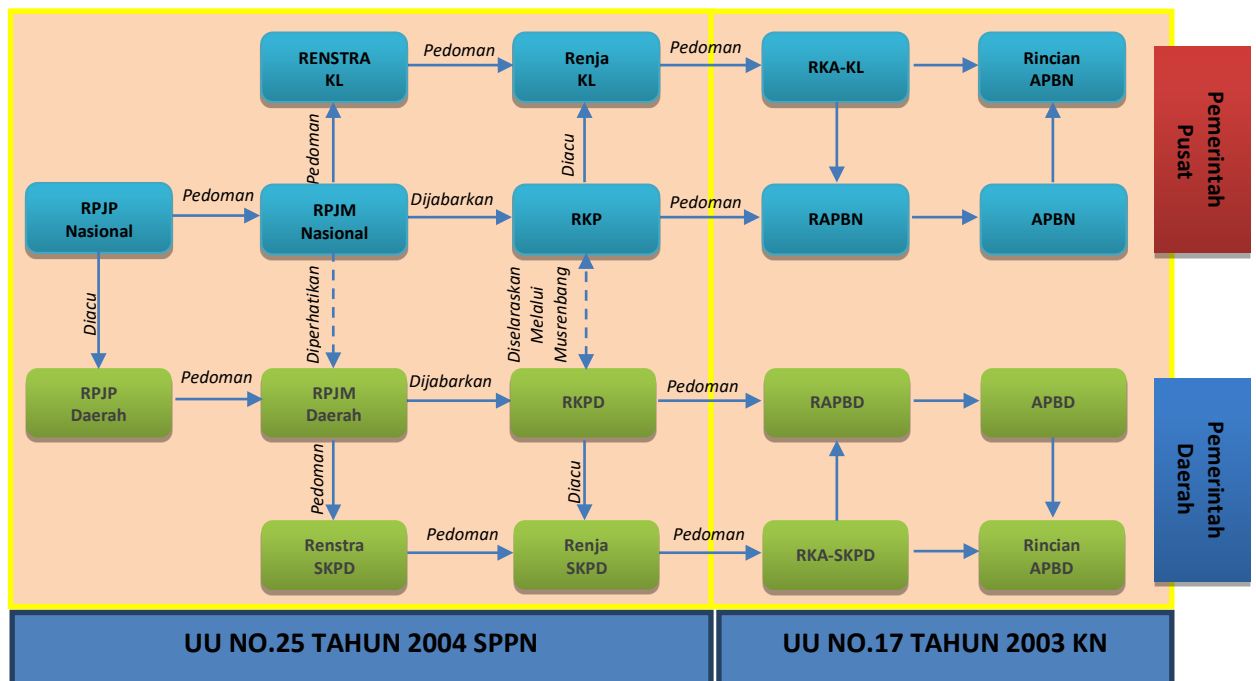 Pedoman
Pedoman
RENSTRA
KL
Renja
KL
RKA-KL
Rincian
APBN
Pemerintah
Pusat
Pedoman
Diacu
Pedoman
Dijabarkan
Pedoman
RPJP
Nasional
RPJM
Nasional
RKP
RAPBN
APBN
Diacu
Diperhatikan
Diselaraskan
Melalui
Musrenbang
Pedoman
Dijabarkan
Pedoman
RPJP
Daerah
RPJM
Daerah
RKPD
RAPBD
APBD
Pemerintah
Daerah
Pedoman
Diacu
Pedoman
Pedoman
Renstra
SKPD
Renja
SKPD
RKA-SKPD
Rincian
APBD
UU NO.25 TAHUN 2004 SPPN
UU NO.17 TAHUN 2003 KN